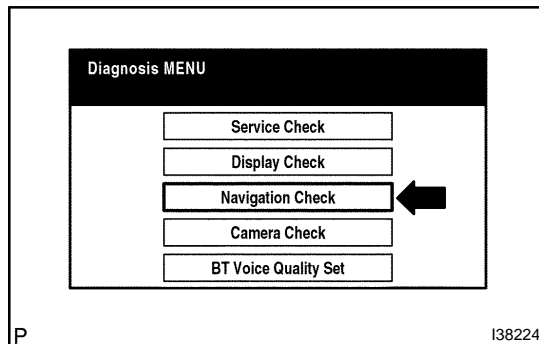 Diagnosis MENU
Service Check
Display Check
Navigation Check
Camera Check
BT Voice Quality Set
P
I38224